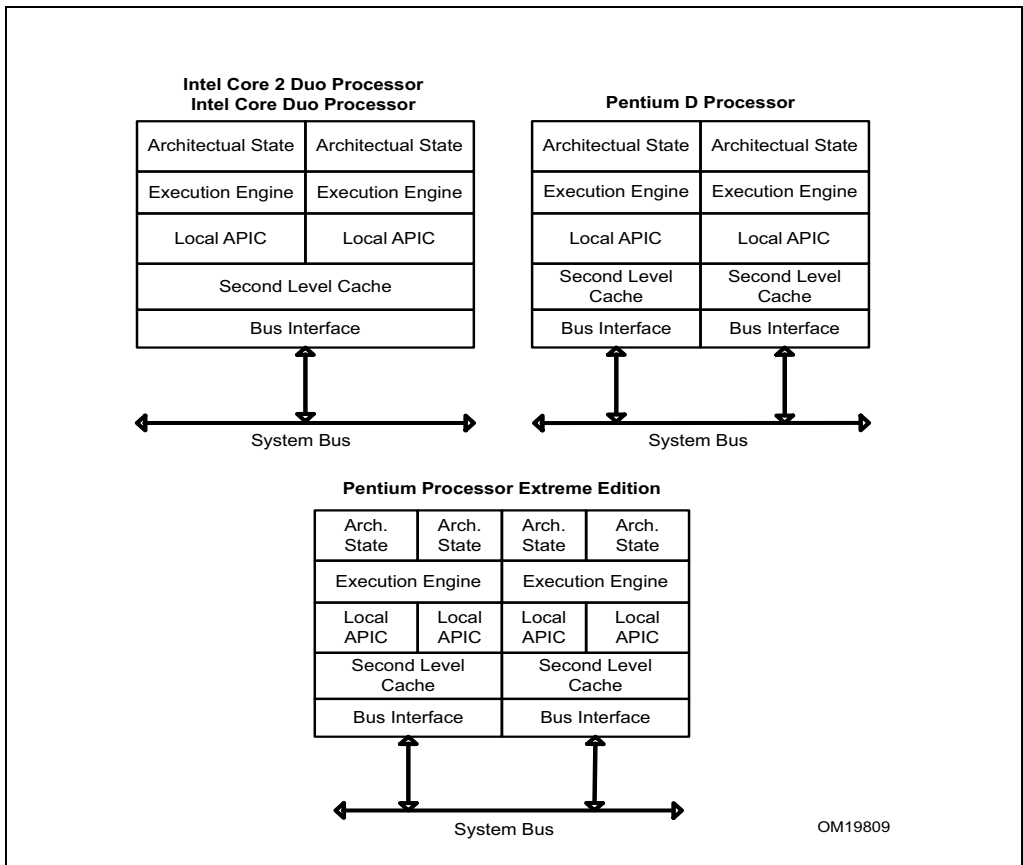 Intel Core 2 Duo Processor
Intel Core Duo Processor
Architectual State Architectual State
Execution Engine Execution Engine
Local APIC Local APIC
Second Level Cache
Bus Interface
System Bus
Pentium D Processor
Architectual State Architectual State
Execution Engine Execution Engine
Local APIC Local APIC
Second Level Second Level
Cache Cache
Bus Interface Bus Interface
System Bus
Pentium Processor Extreme Edition
Arch. Arch. Arch. Arch.
State State State State
Execution Engine Execution Engine
Local Local Local Local
APIC APIC APIC APIC
Second Level Second Level
Cache Cache
Bus Interface Bus Interface
System Bus
OM19809